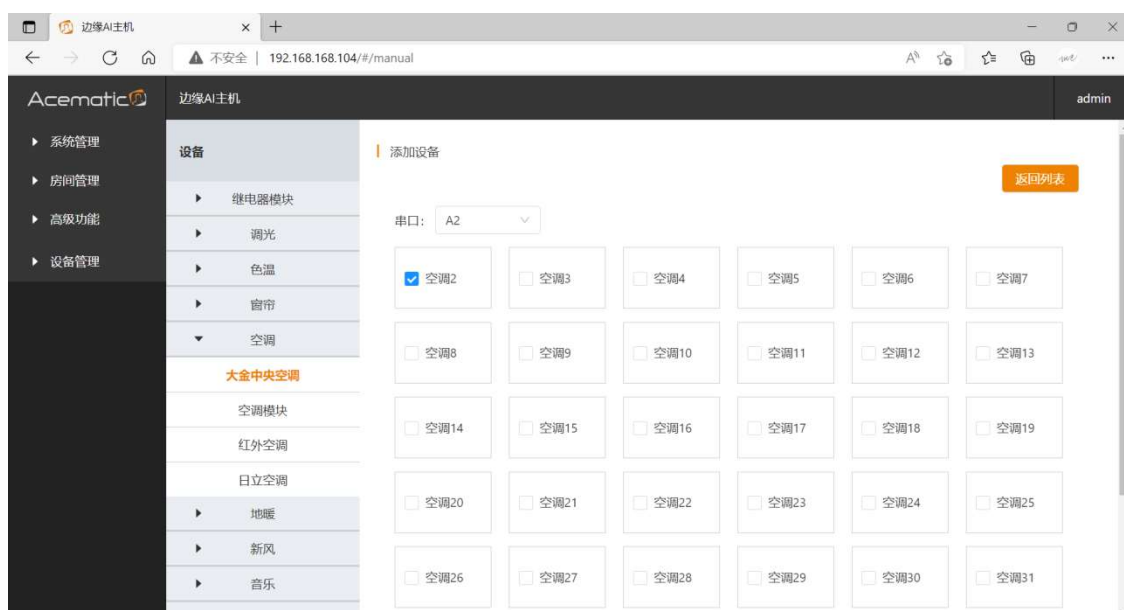 边缘AI主机
不安全 | 192.168.168.104/#/manual
Acematic
边缘AI主机
admin
系统管理
房间管理
高级功能
设备管理
设备
继电器模块
调光
色温
窗帘
空调
大金中央空调
空调模块
红外空调
日立空调
地暖
新风
音乐
添加设备
返回列表
串口： A2
空调2 空调3 空调4 空调5 空调6 空调7
空调8 空调9 空调10 空调11 空调12 空调13
空调14 空调15 空调16 空调17 空调18 空调19
空调20 空调21 空调22 空调23 空调24 空调25
空调26 空调27 空调28 空调29 空调30 空调31